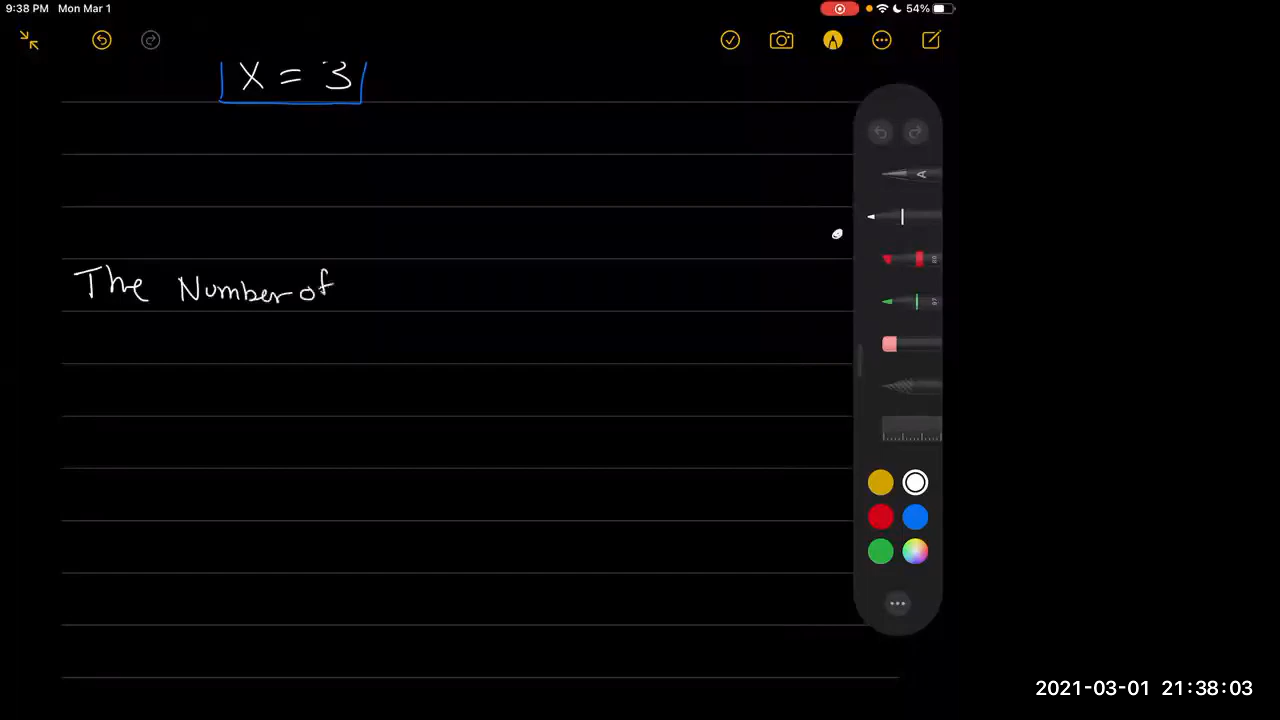 9:38 PM Mon Mar 1
54%
X = 3
The Number of
2021-03-01 21:38:03